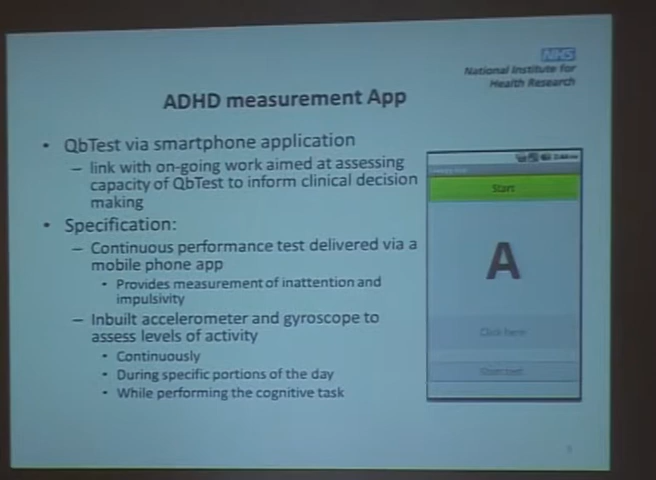 NHS
National Institute for
Health Research
ADHD measurement App
• QbTest via smartphone application
– link with on-going work aimed at assessing
capacity of QbTest to inform clinical decision
making
• Specification:
– Continuous performance test delivered via a
mobile phone app
• Provides measurement of inattention and
impulsivity
– Inbuilt accelerometer and gyroscope to
assess levels of activity
• Continuously
• During specific portions of the day
• While performing the cognitive task
Start
A
Click here